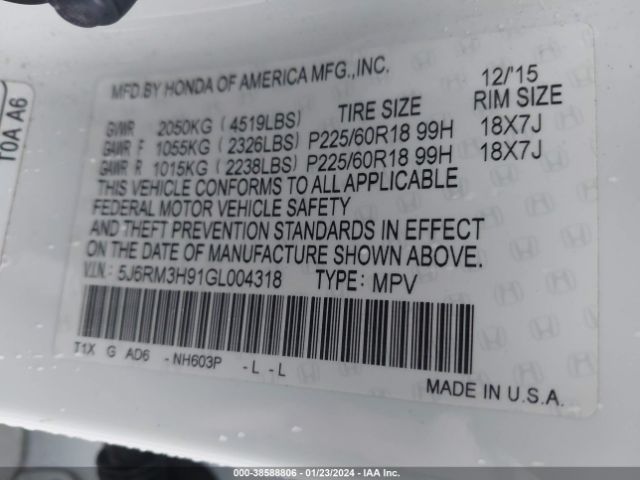 T0A A6
MFD.BY HONDA OF AMERICA MFG.,INC. 12/'15
TIRE SIZE RIM SIZE
GVWR 2050KG ( 4519LBS)
GAWR F 1055KG ( 2326LBS) P225/60R18 99H 18X7J
GAWR R 1015KG ( 2238LBS) P225/60R18 99H 18X7J
THIS VEHICLE CONFORMS TO ALL APPLICABLE
FEDERAL MOTOR VEHICLE SAFETY
AND THEFT PREVENTION STANDARDS IN EFFECT
ON THE DATE OF MANUFACTURE SHOWN ABOVE.
V.I.N.: 5J6RM3H91GL004318 TYPE: MPV
T1X G AD6 -NH603P -L -L
MADE IN U.S.A.
000-38588806 - 01/23/2024 - IAA Inc.